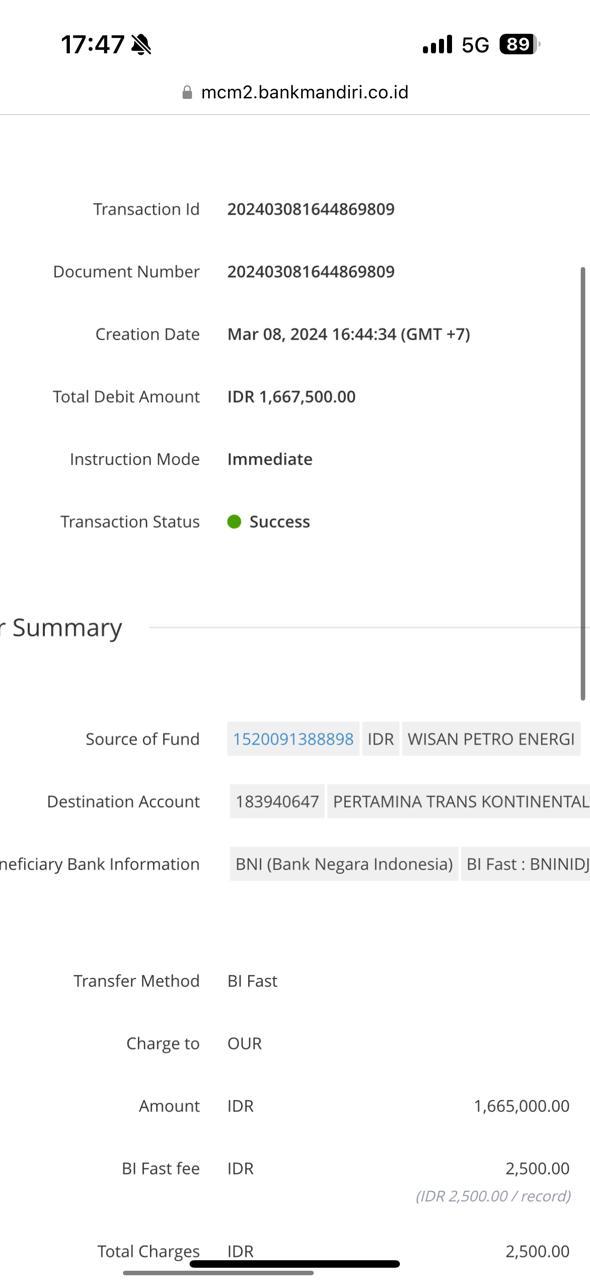 17:47 5G 89
mcm2.bankmandiri.co.id
Transaction Id 202403081644869809
Document Number 202403081644869809
Creation Date Mar 08, 2024 16:44:34 (GMT +7)
Total Debit Amount IDR 1,667,500.00
Instruction Mode Immediate
Transaction Status Success
r Summary
Source of Fund 1520091388898 IDR WISAN PETRO ENERGI
Destination Account 183940647 PERTAMINA TRANS KONTINENTAL
neficiary Bank Information BNI (Bank Negara Indonesia) BI Fast : BNINIDJ
Transfer Method BI Fast
Charge to OUR
Amount IDR 1,665,000.00
BI Fast fee IDR 2,500.00
(IDR 2,500.00 / record)
Total Charges IDR 2,500.00